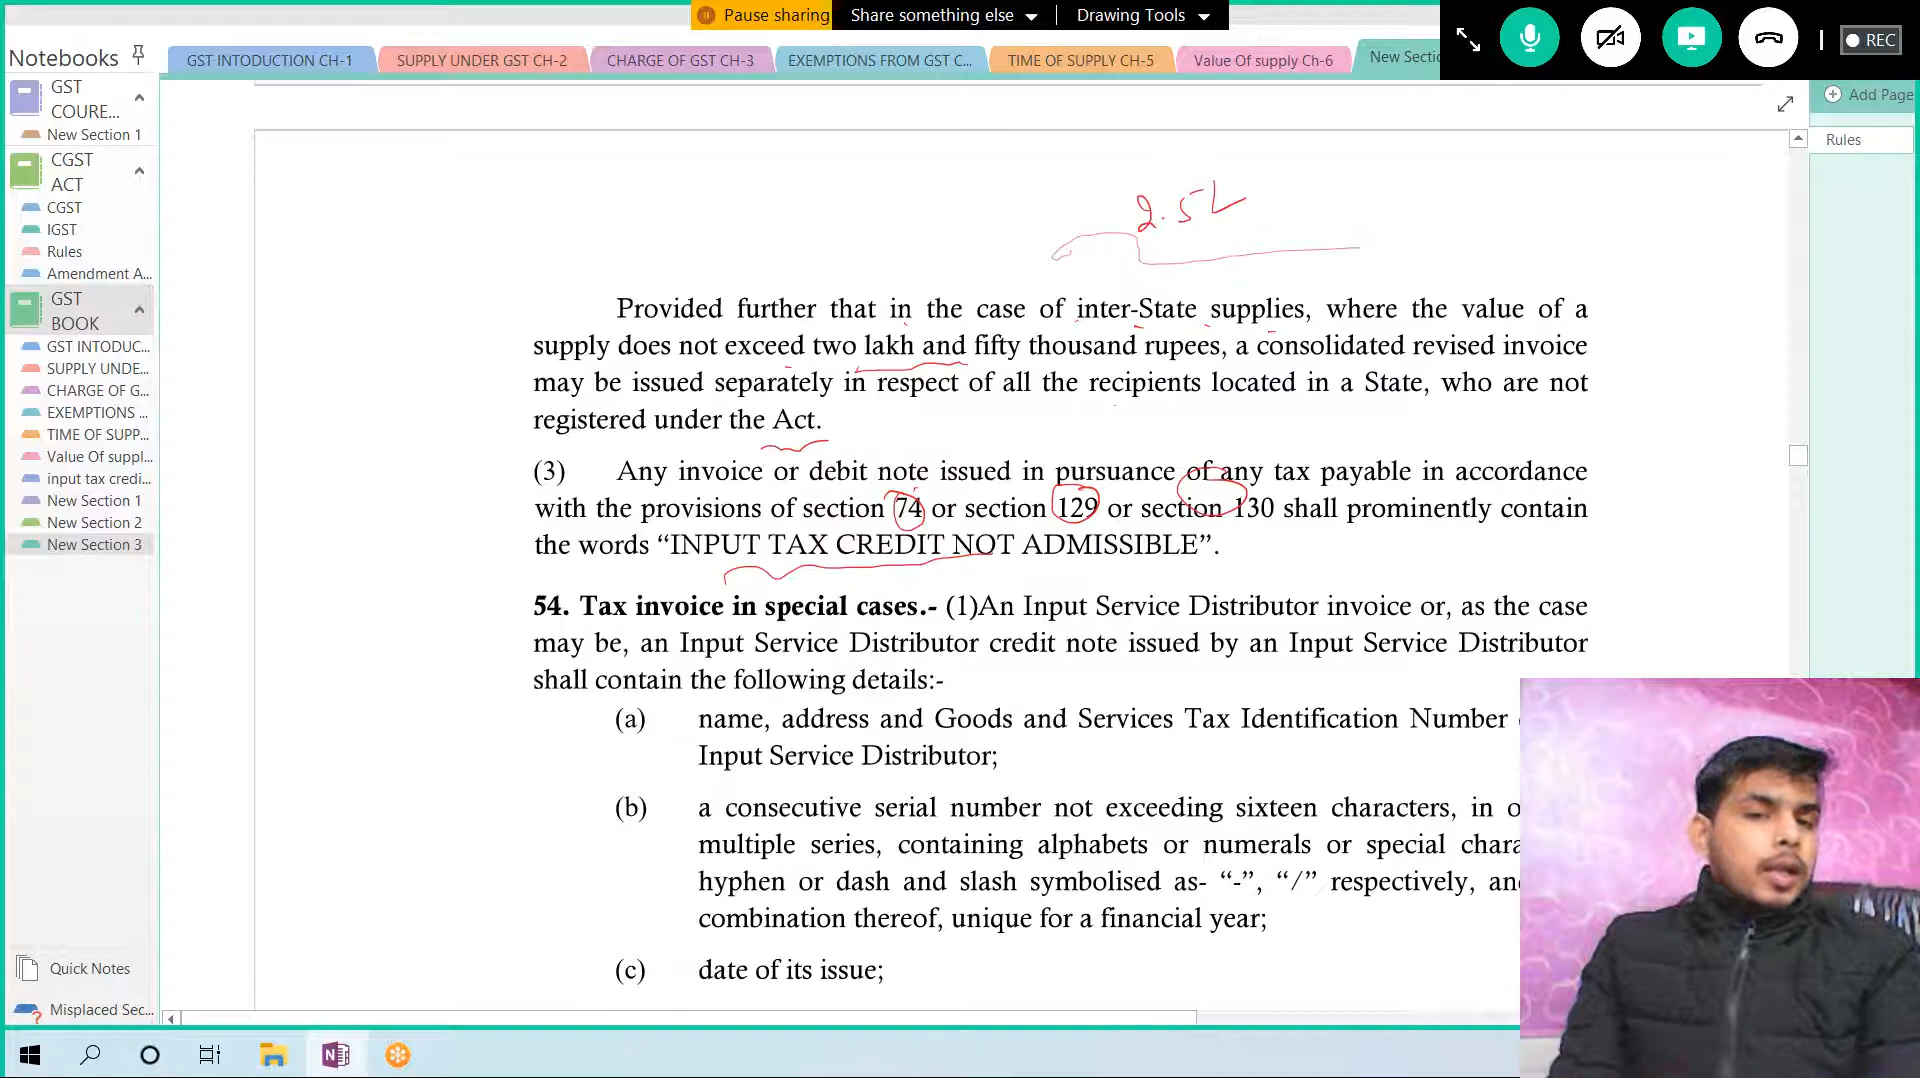 Pause sharing
Share something else
Drawing Tools
REC
Notebooks
GST INTODUCTION CH-1
SUPPLY UNDER GST CH-2
CHARGE OF GST CH-3
EXEMPTIONS FROM GST C...
TIME OF SUPPLY CH-5
Value Of supply Ch-6
New Sectio
Add Page
Rules
GST
COURE...
New Section 1
CGST
ACT
CGST
IGST
Rules
Amendment A...
GST
BOOK
GST INTODUC...
SUPPLY UNDE...
CHARGE OF G...
EXEMPTIONS ...
TIME OF SUPP...
Value Of suppl...
input tax credi...
New Section 1
New Section 2
New Section 3
Quick Notes
Misplaced Sec...
2.5L
Provided further that in the case of inter-State supplies, where the value of a
supply does not exceed two lakh and fifty thousand rupees, a consolidated revised invoice
may be issued separately in respect of all the recipients located in a State, who are not
registered under the Act.
(3) Any invoice or debit note issued in pursuance of any tax payable in accordance
with the provisions of section 74 or section 129 or section 130 shall prominently contain
the words “INPUT TAX CREDIT NOT ADMISSIBLE”.
54. Tax invoice in special cases.- (1)An Input Service Distributor invoice or, as the case
may be, an Input Service Distributor credit note issued by an Input Service Distributor
shall contain the following details:-
(a) name, address and Goods and Services Tax Identification Number
Input Service Distributor;
(b) a consecutive serial number not exceeding sixteen characters, in
multiple series, containing alphabets or numerals or special chara
hyphen or dash and slash symbolised as- “-”, “/” respectively, an
combination thereof, unique for a financial year;
(c) date of its issue;